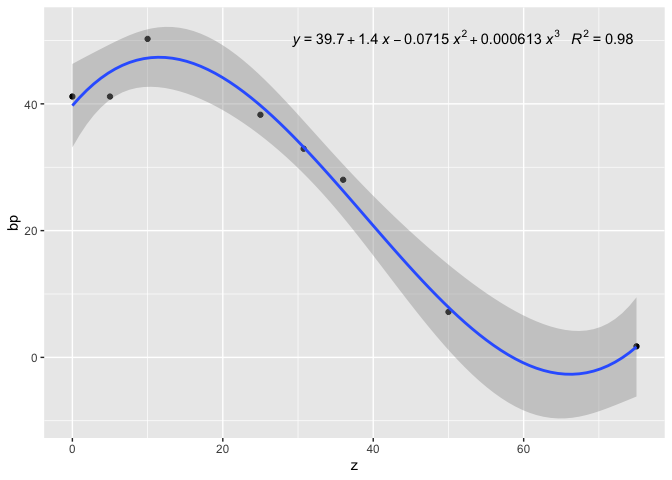 y = 39.7 + 1.4 x − 0.0715 x² + 0.000613 x³   R² = 0.98
40
20
0
bp
0 20 40 60
z